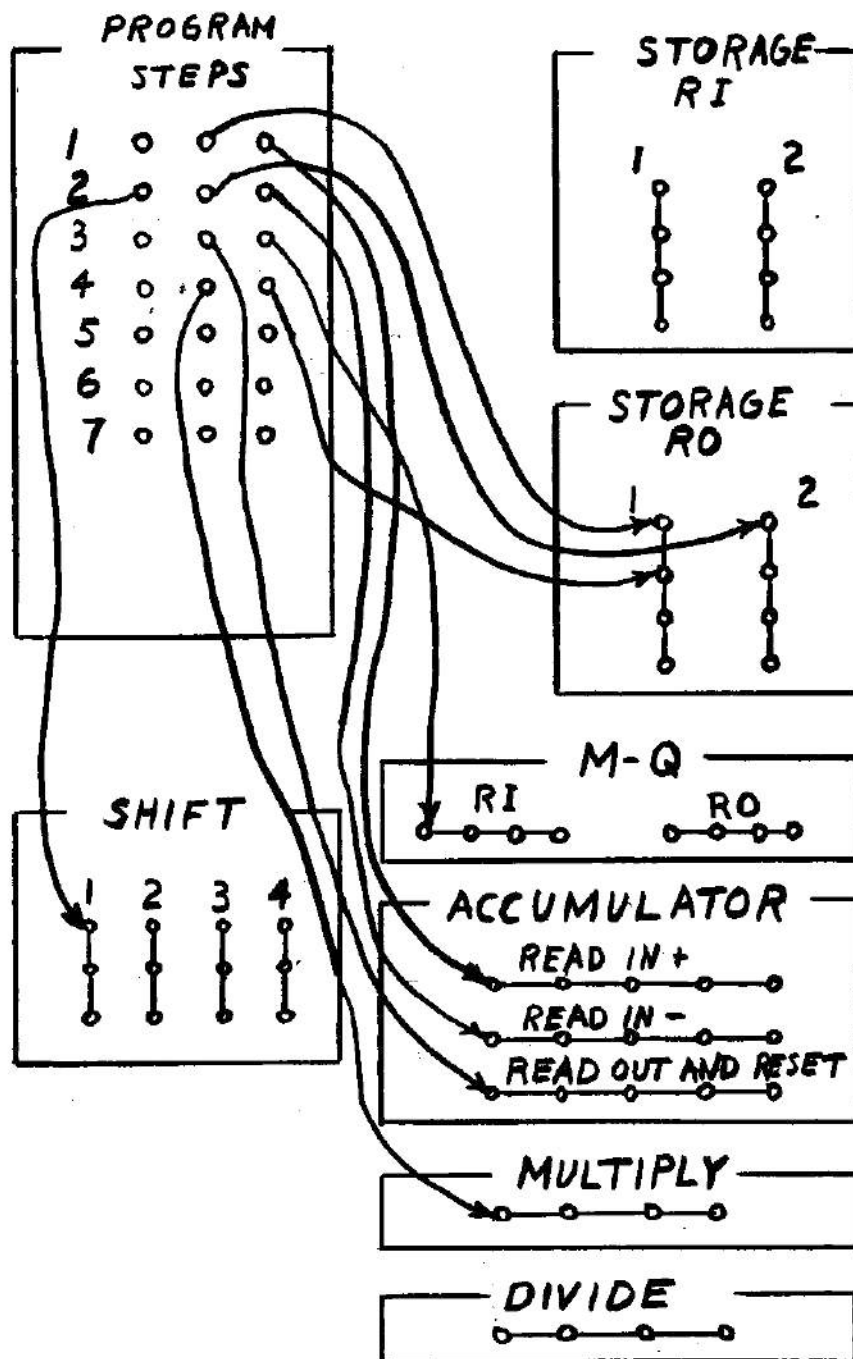 PROGRAM
STEPS
1
2
3
4
5
6
7
STORAGE
RI
1 2
STORAGE
RO
1 2
M-Q
RI RO
SHIFT
1 2 3 4
ACCUMULATOR
READ IN +
READ IN -
READ OUT AND RESET
MULTIPLY
DIVIDE